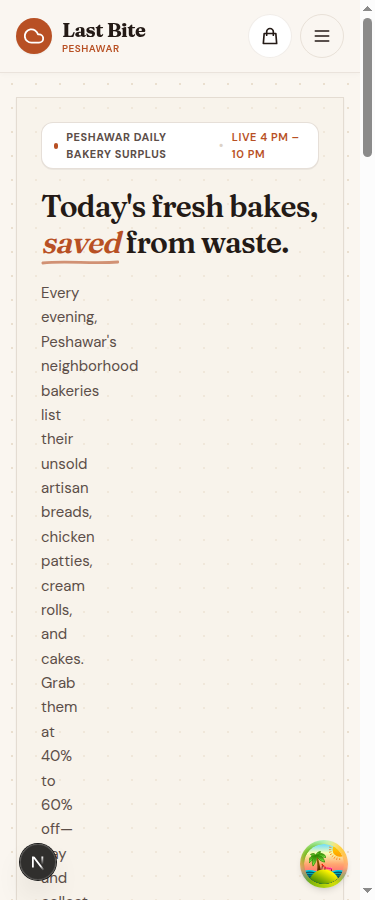 Last Bite
PESHAWAR
PESHAWAR DAILY
BAKERY SURPLUS
LIVE 4 PM –
10 PM
Today's fresh bakes,
saved from waste.
Every
evening,
Peshawar's
neighborhood
bakeries
list
their
unsold
artisan
breads,
chicken
patties,
cream
rolls,
and
cakes.
Grab
them
at
40%
to
60%
off—
and
N